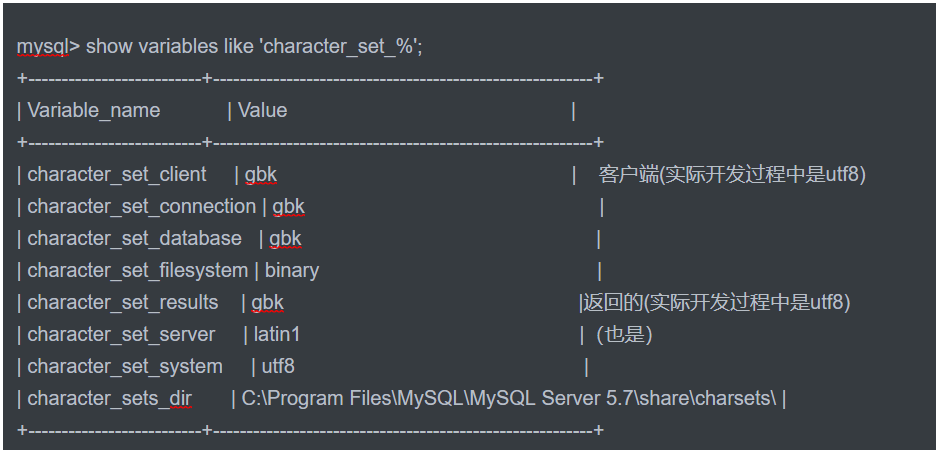 mysql> show variables like 'character_set_%';
+--------------------------+---------------------------------------------------------+
| Variable_name | Value |
+--------------------------+---------------------------------------------------------+
| character_set_client | gbk | 客户端(实际开发过程中是utf8)
| character_set_connection | gbk |
| character_set_database | gbk |
| character_set_filesystem | binary |
| character_set_results | gbk |返回的(实际开发过程中是utf8)
| character_set_server | latin1 |（也是）
| character_set_system | utf8 |
| character_sets_dir | C:\Program Files\MySQL\MySQL Server 5.7\share\charsets\ |
+--------------------------+---------------------------------------------------------+